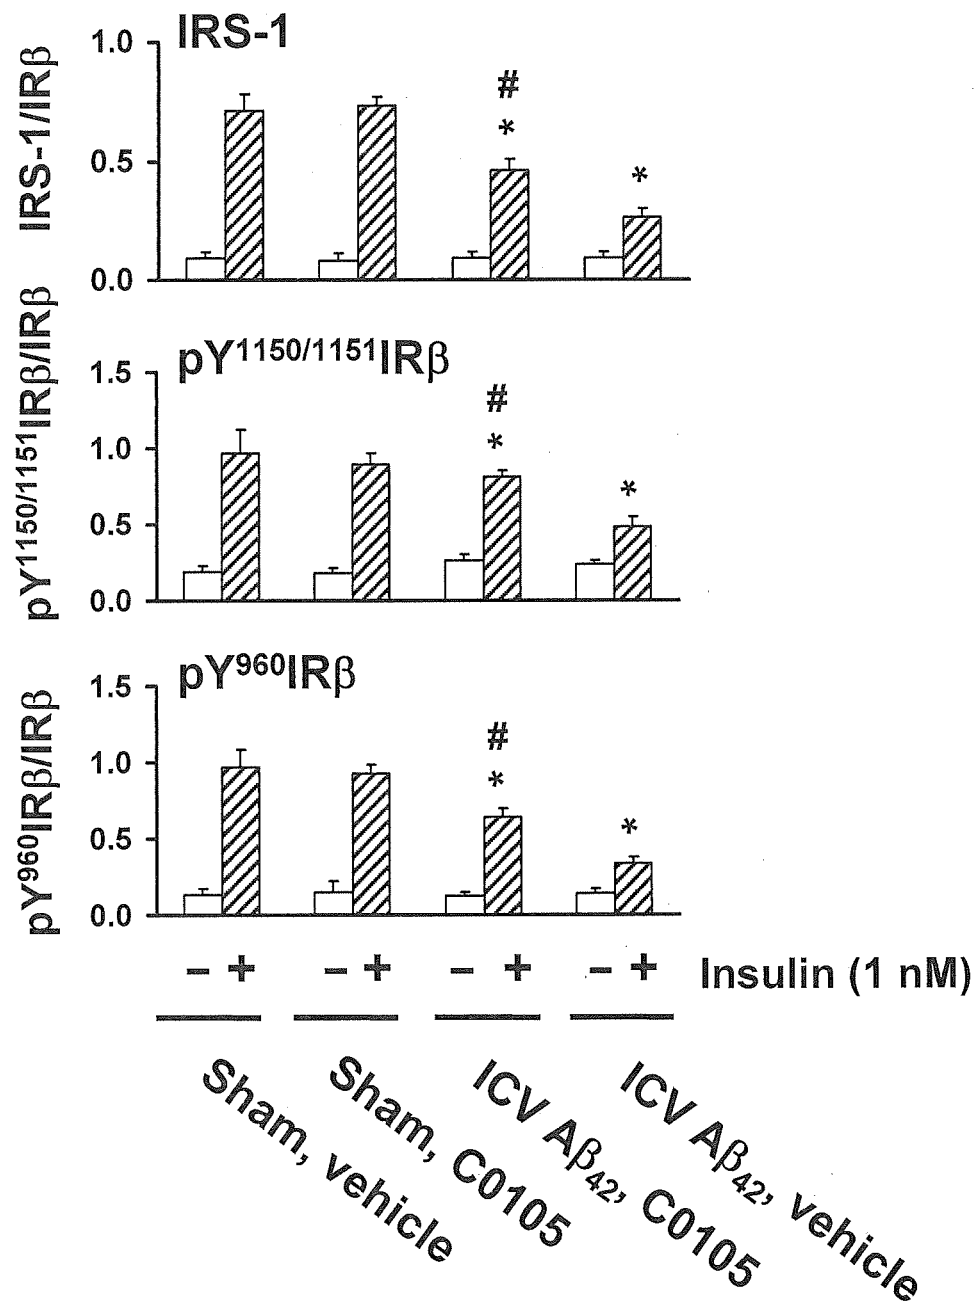 IRS-1
IRS-1/IRβ
1.0
0.5
0.0
#
*
*
pY1150/1151IRβ
pY1150/1151IRβ/IRβ
1.5
1.0
0.5
0.0
#
*
*
pY960IRβ
pY960IRβ/IRβ
1.5
1.0
0.5
0.0
#
*
*
– + – + – + – + Insulin (1 nM)
Sham, vehicle
Sham, C0105
ICV Aβ42, C0105
ICV Aβ42, vehicle